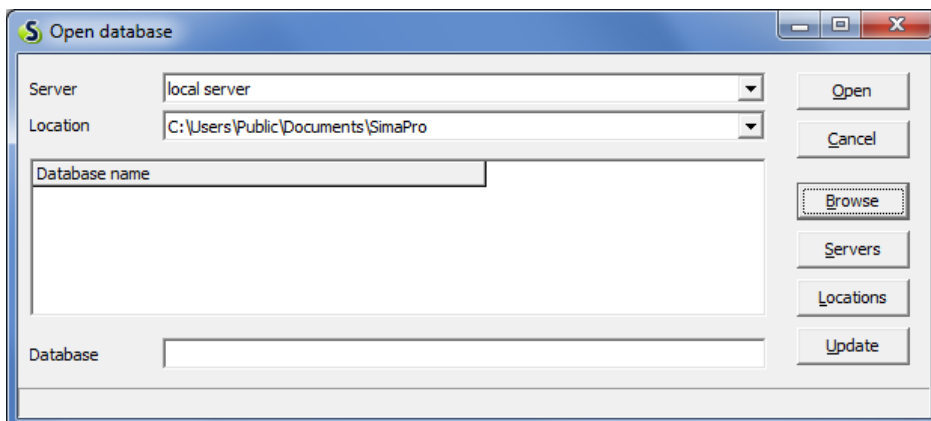 Open database
Server
local server
Open
Location
C:\Users\Public\Documents\SimaPro
Cancel
Database name
Browse
Servers
Locations
Database
Update